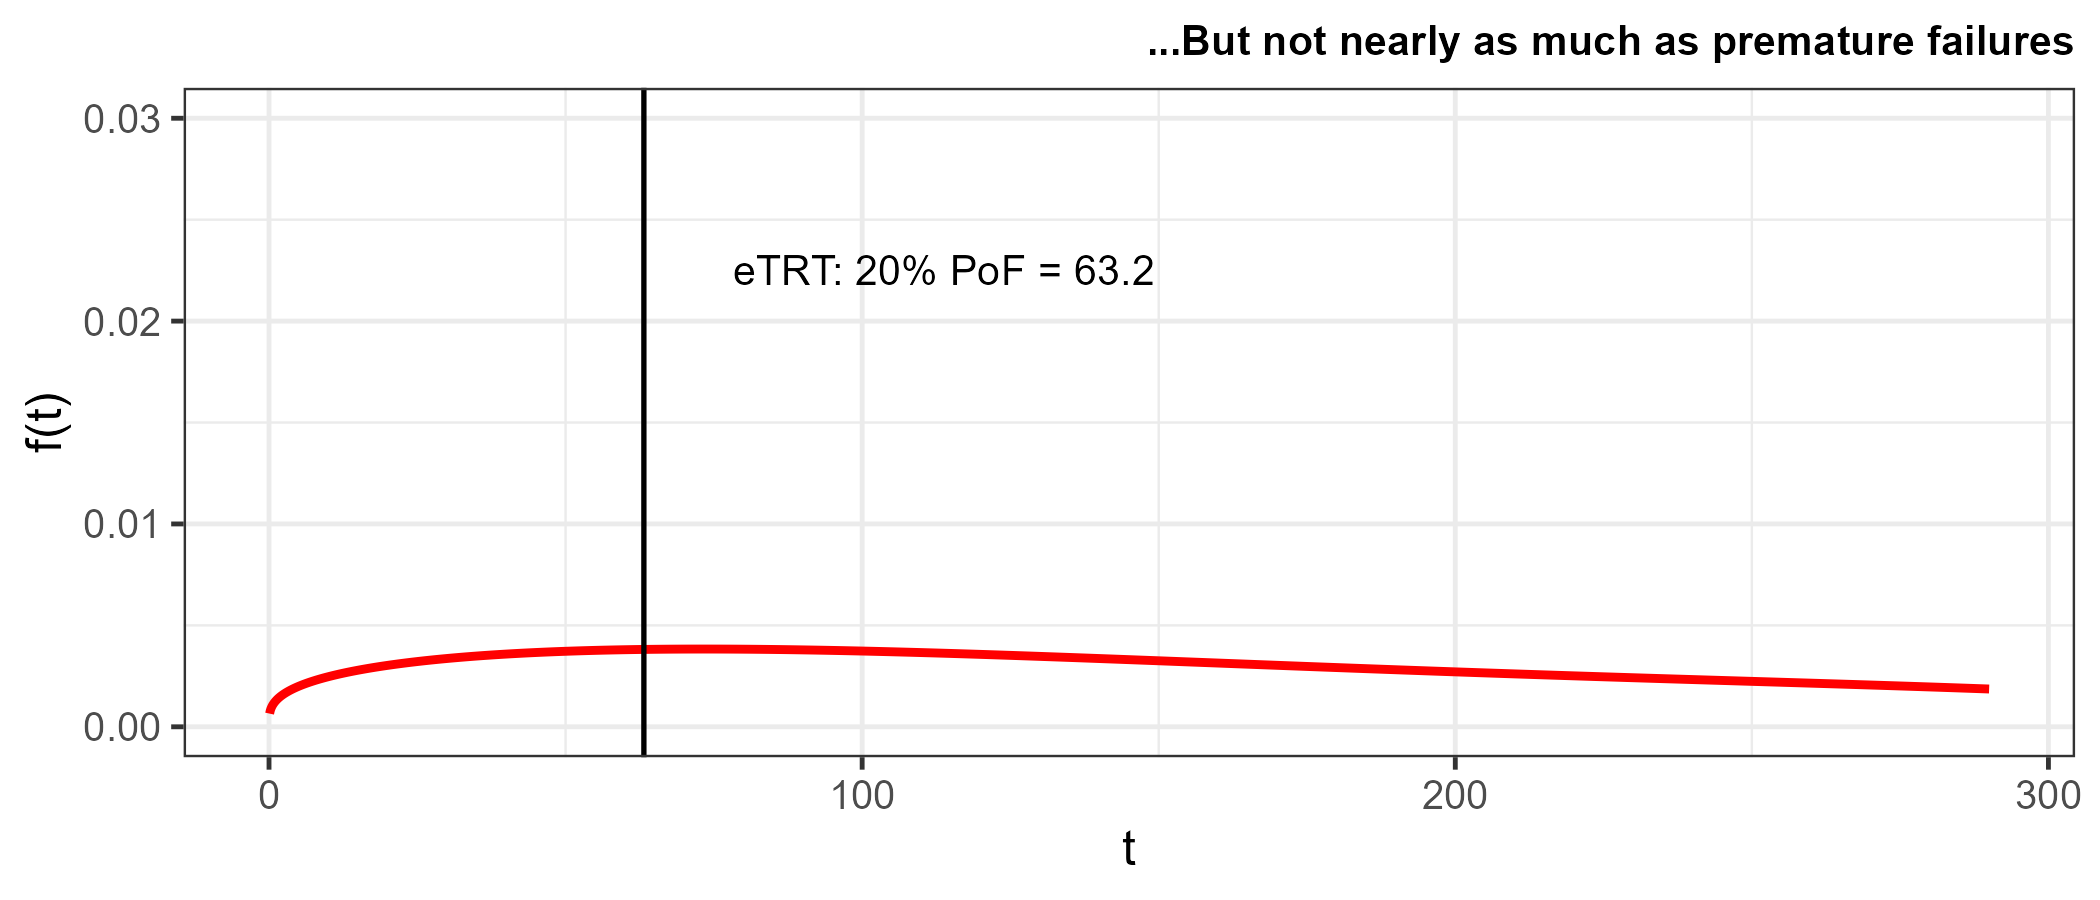 ...But not nearly as much as premature failures
0.03
0.02
0.01
0.00
f(t)
eTRT: 20% PoF = 63.2
0
100
200
300
t